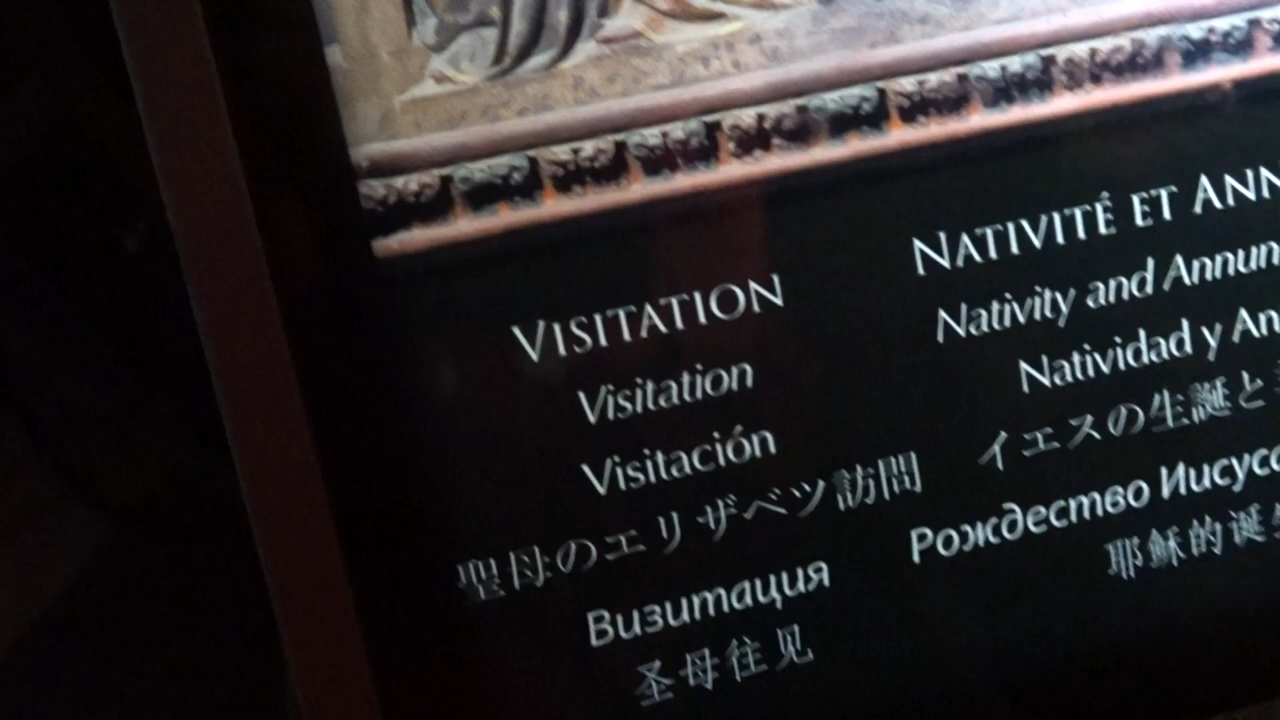 VISITATION
Visitation
Visitación
聖母のエリザベツ訪問
Визитация
圣母往见
NATIVITÉ ET ANN
Nativity and Annun
Natividad y An
イエスの生誕と
Рождество Иисусо
耶稣的诞生